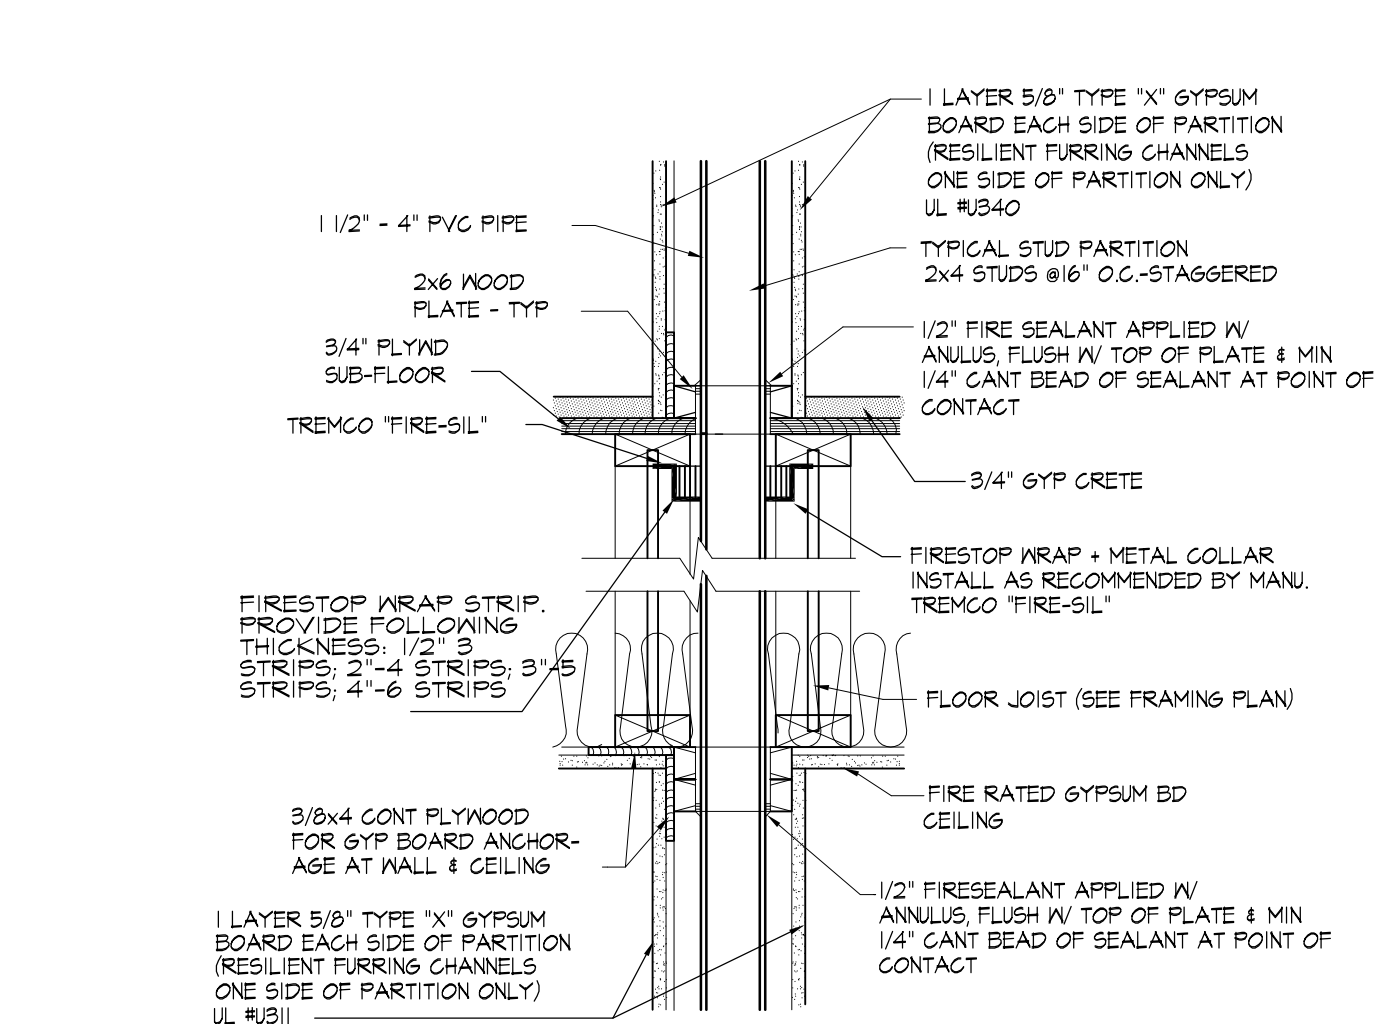 1 LAYER 5/8" TYPE "X" GYPSUM
BOARD EACH SIDE OF PARTITION
(RESILIENT FURRING CHANNELS
ONE SIDE OF PARTITION ONLY)
UL #U340
1 1/2" - 4" PVC PIPE
TYPICAL STUD PARTITION
2x4 STUDS @16" O.C.-STAGGERED
2x6 WOOD
PLATE - TYP
1/2" FIRE SEALANT APPLIED W/
ANULUS, FLUSH W/ TOP OF PLATE & MIN
1/4" CANT BEAD OF SEALANT AT POINT OF
CONTACT
3/4" PLYWD
SUB-FLOOR
TREMCO "FIRE-SIL"
3/4" GYP CRETE
FIRESTOP WRAP + METAL COLLAR
INSTALL AS RECOMMENDED BY MANU.
TREMCO "FIRE-SIL"
FIRESTOP WRAP STRIP.
PROVIDE FOLLOWING
THICKNESS: 1/2" 3
STRIPS; 2"-4 STRIPS; 3"-5
STRIPS; 4"-6 STRIPS
FLOOR JOIST (SEE FRAMING PLAN)
FIRE RATED GYPSUM BD
CEILING
3/8x4 CONT PLYWOOD
FOR GYP BOARD ANCHOR-
AGE AT WALL & CEILING
1/2" FIRESEALANT APPLIED W/
ANNULUS, FLUSH W/ TOP OF PLATE & MIN
1/4" CANT BEAD OF SEALANT AT POINT OF
CONTACT
1 LAYER 5/8" TYPE "X" GYPSUM
BOARD EACH SIDE OF PARTITION
(RESILIENT FURRING CHANNELS
ONE SIDE OF PARTITION ONLY)
UL #U311